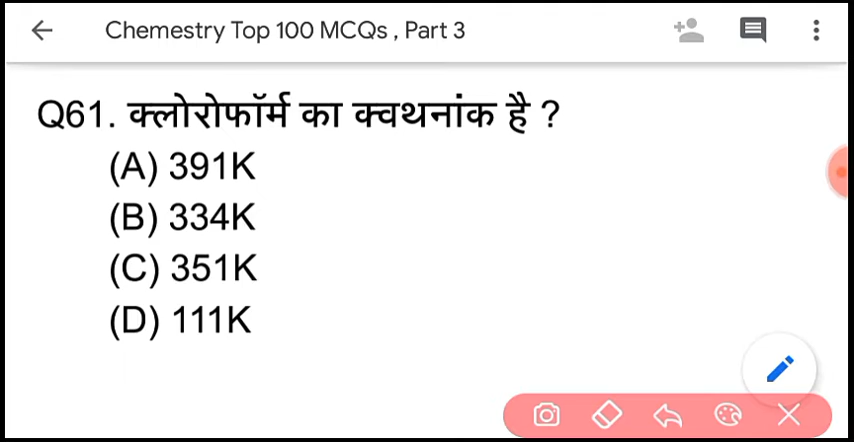 Chemestry Top 100 MCQs , Part 3
Q61. क्लोरोफॉर्म का क्वथनांक है ?
(A) 391K
(B) 334K
(C) 351K
(D) 111K